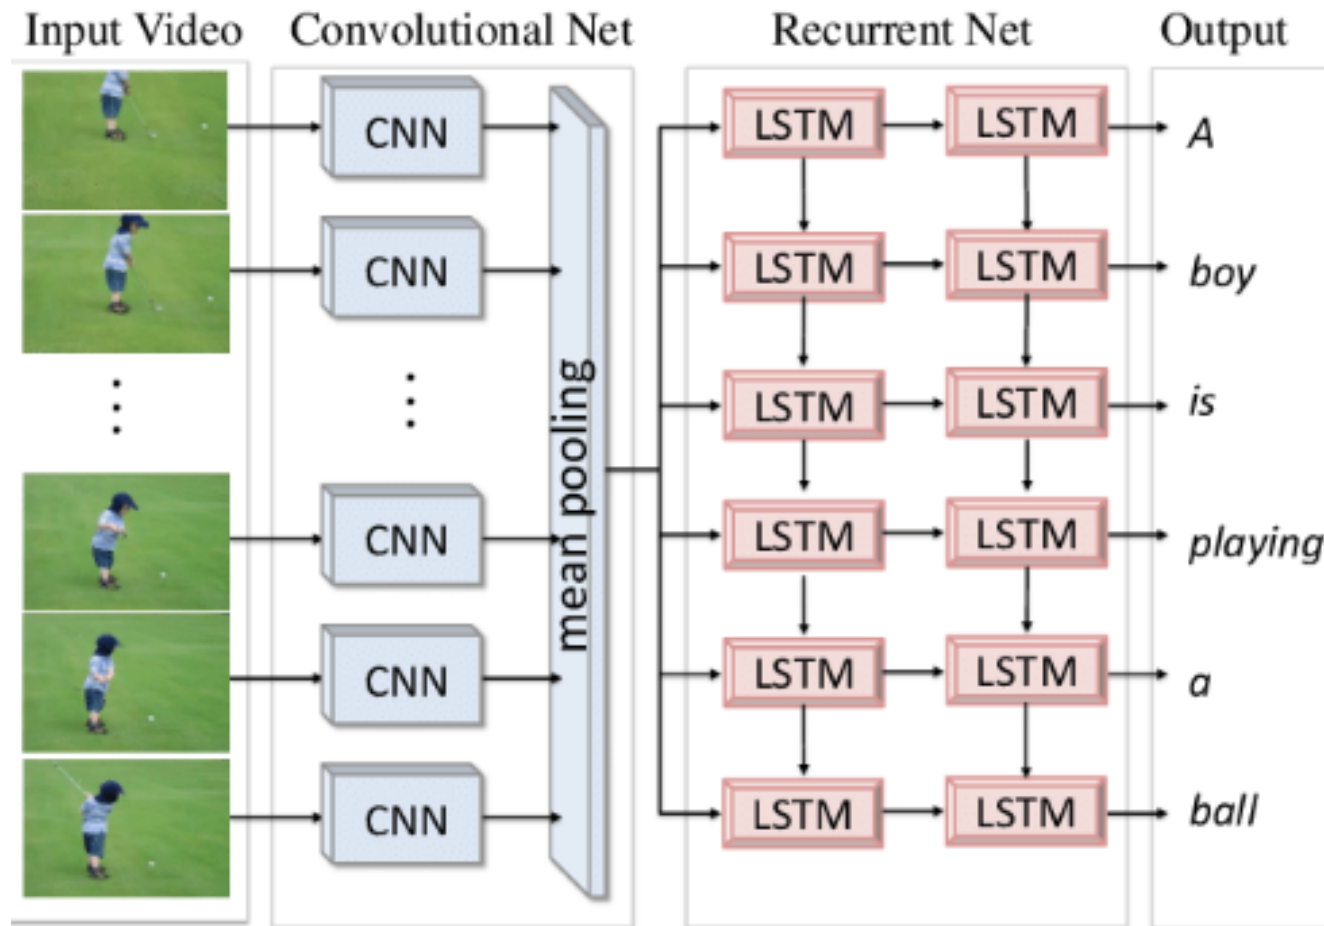 Input Video Convolutional Net Recurrent Net Output
CNN LSTM LSTM A
CNN LSTM LSTM boy
LSTM LSTM is
mean pooling
CNN LSTM LSTM playing
CNN LSTM LSTM a
CNN LSTM LSTM ball